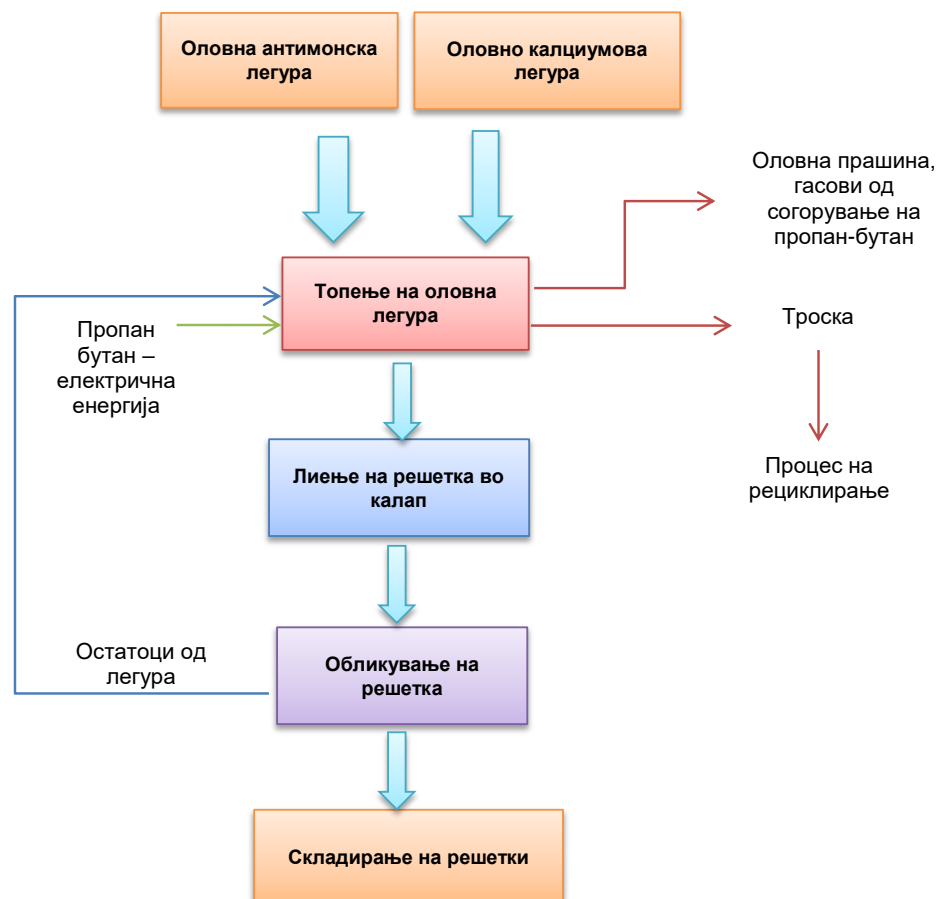 Оловна антимонска
легура
Оловно калциумова
легура
Оловна прашина,
гасови од
согорување на
пропан-бутан
Топење на оловна
легура
Троска
Пропан
бутан –
електрична
енергија
Лиење на решетка во
калап
Процес на
рециклирање
Остатоци од
легура
Обликување на
решетка
Складирање на решетки